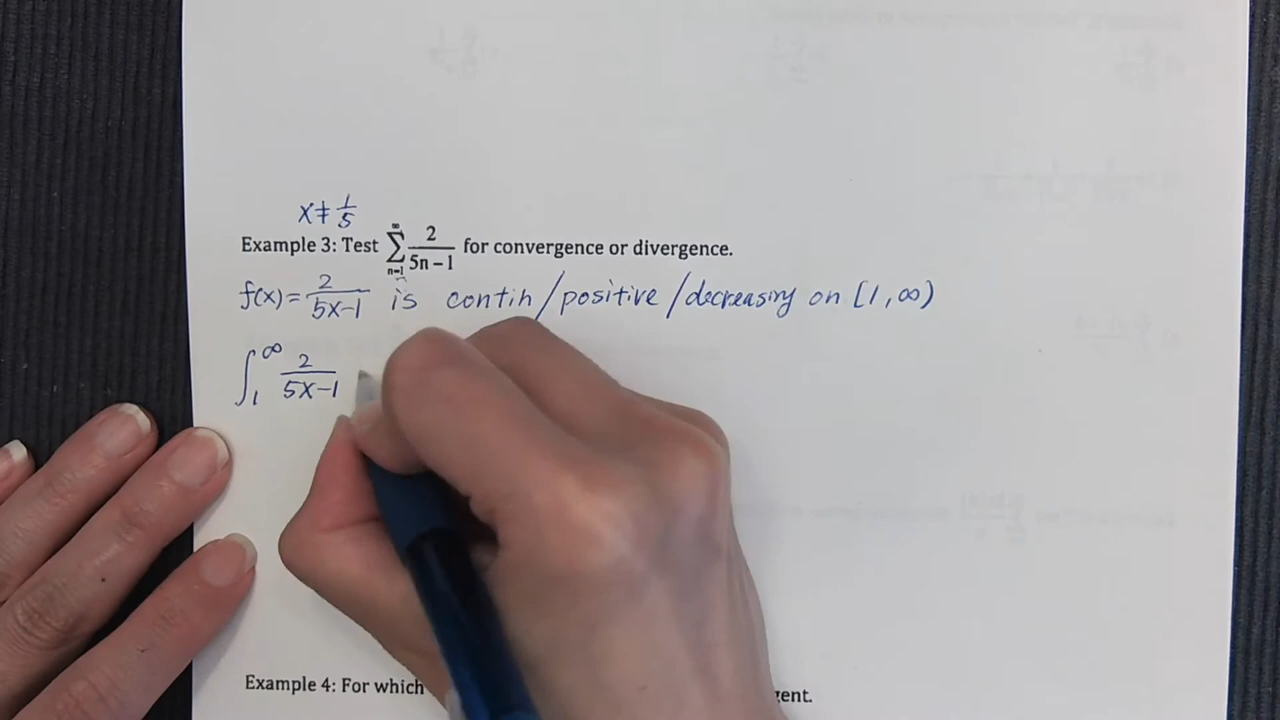 x ≠ 1/5
Example 3: Test ∑_{n=1}^{∞} 2/(5n − 1) for convergence or divergence.
f(x) = 2/(5x−1) is contin/positive/decreasing on [1, ∞)
∫_1^∞ 2/(5x−1)
Example 4: For which gent.